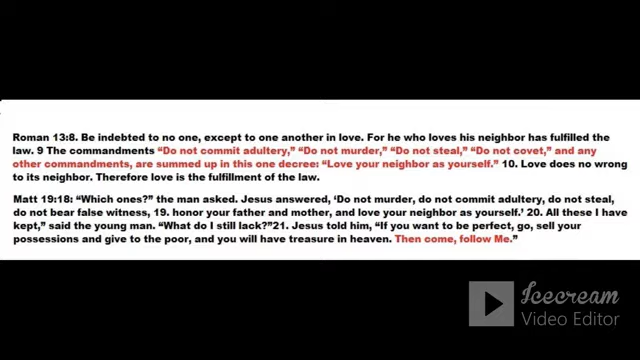 Roman 13:8. Be indebted to no one, except to one another in love. For he who loves his neighbor has fulfilled the
law. 9 The commandments “Do not commit adultery,” “Do not murder,” “Do not steal,” “Do not covet,” and any
other commandments, are summed up in this one decree: “Love your neighbor as yourself.” 10. Love does no wrong
to its neighbor. Therefore love is the fulfillment of the law.
Matt 19:18: “Which ones?” the man asked. Jesus answered, ‘Do not murder, do not commit adultery, do not steal,
do not bear false witness, 19. honor your father and mother, and love your neighbor as yourself.’ 20. All these I have
kept,” said the young man. “What do I still lack?”21. Jesus told him, “If you want to be perfect, go, sell your
possessions and give to the poor, and you will have treasure in heaven. Then come, follow Me.”
Icecream
Video Editor